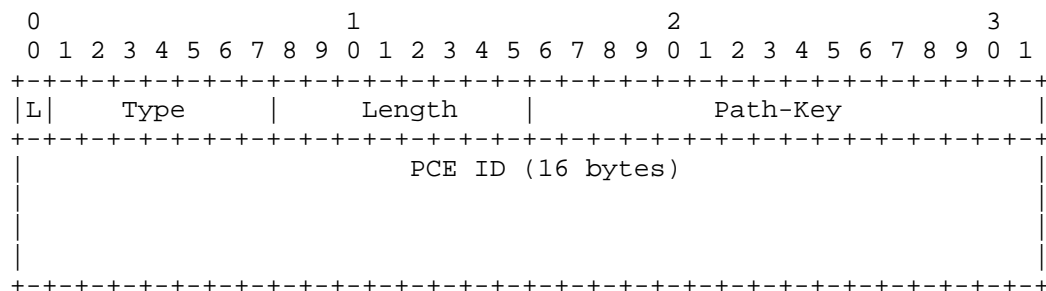 0                   1                   2                   3
 0 1 2 3 4 5 6 7 8 9 0 1 2 3 4 5 6 7 8 9 0 1 2 3 4 5 6 7 8 9 0 1
+-+-+-+-+-+-+-+-+-+-+-+-+-+-+-+-+-+-+-+-+-+-+-+-+-+-+-+-+-+-+-+-+
|L|    Type     |     Length    |           Path-Key            |
+-+-+-+-+-+-+-+-+-+-+-+-+-+-+-+-+-+-+-+-+-+-+-+-+-+-+-+-+-+-+-+-+
|                        PCE ID (16 bytes)                      |
|                                                               |
|                                                               |
|                                                               |
+-+-+-+-+-+-+-+-+-+-+-+-+-+-+-+-+-+-+-+-+-+-+-+-+-+-+-+-+-+-+-+-+